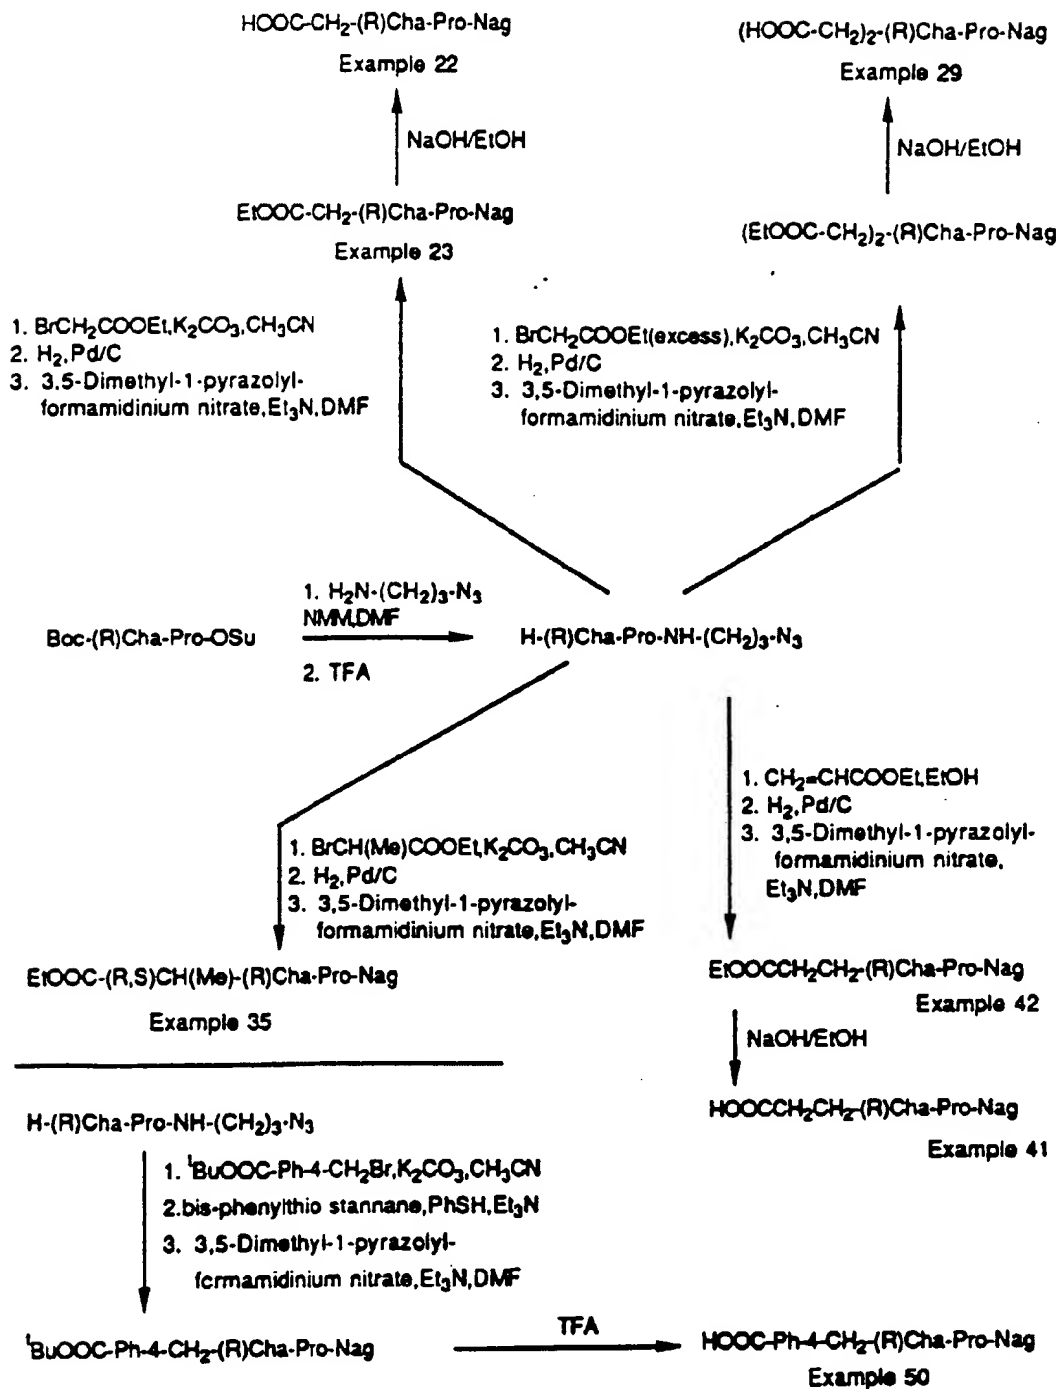 HOOC-CH2-(R)Cha-Pro-Nag
Example 22
(HOOC-CH2)2-(R)Cha-Pro-Nag
Example 29
NaOH/EtOH
NaOH/EtOH
EtOOC-CH2-(R)Cha-Pro-Nag
Example 23
(EtOOC-CH2)2-(R)Cha-Pro-Nag
1. BrCH2COOEt,K2CO3,CH3CN
2. H2,Pd/C
3. 3,5-Dimethyl-1-pyrazolyl-
formamidinium nitrate,Et3N,DMF
1. BrCH2COOEt(excess),K2CO3,CH3CN
2. H2,Pd/C
3. 3,5-Dimethyl-1-pyrazolyl-
formamidinium nitrate,Et3N,DMF
Boc-(R)Cha-Pro-OSu
1. H2N-(CH2)3-N3
NMM,DMF
2. TFA
H-(R)Cha-Pro-NH-(CH2)3-N3
1. BrCH(Me)COOEt,K2CO3,CH3CN
2. H2,Pd/C
3. 3,5-Dimethyl-1-pyrazolyl-
formamidinium nitrate,Et3N,DMF
1. CH2=CHCOOEt,EtOH
2. H2,Pd/C
3. 3,5-Dimethyl-1-pyrazolyl-
formamidinium nitrate,
Et3N,DMF
EtOOC-(R,S)CH(Me)-(R)Cha-Pro-Nag
Example 35
EtOOCCH2CH2-(R)Cha-Pro-Nag
Example 42
NaOH/EtOH
HOOCCH2CH2-(R)Cha-Pro-Nag
Example 41
H-(R)Cha-Pro-NH-(CH2)3-N3
1. tBuOOC-Ph-4-CH2Br,K2CO3,CH3CN
2.bis-phenylthio stannane,PhSH,Et3N
3. 3,5-Dimethyl-1-pyrazolyl-
formamidinium nitrate,Et3N,DMF
tBuOOC-Ph-4-CH2-(R)Cha-Pro-Nag
TFA
HOOC-Ph-4-CH2-(R)Cha-Pro-Nag
Example 50